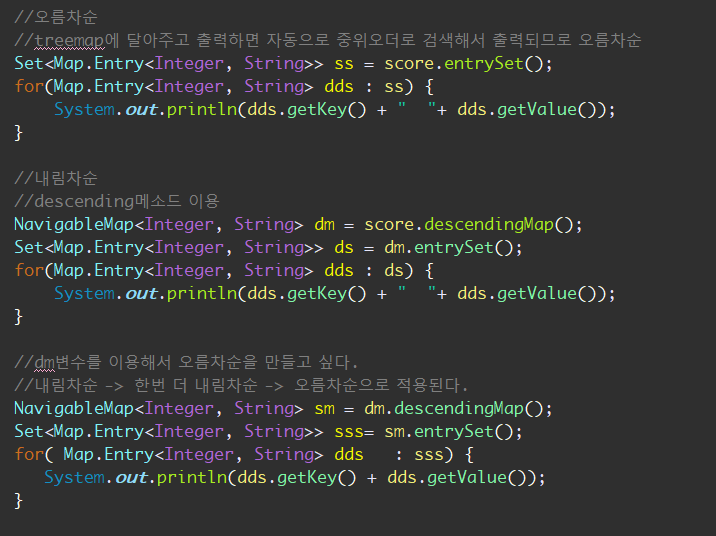 //오름차순
//treemap에 달아주고 출력하면 자동으로 중위오더로 검색해서 출력되므로 오름차순
Set<Map.Entry<Integer, String>> ss = score.entrySet();
for(Map.Entry<Integer, String> dds : ss) {
    System.out.println(dds.getKey() + "  "+ dds.getValue());
}

//내림차순
//descending메소드 이용
NavigableMap<Integer, String> dm = score.descendingMap();
Set<Map.Entry<Integer, String>> ds = dm.entrySet();
for(Map.Entry<Integer, String> dds : ds) {
    System.out.println(dds.getKey() + "  "+ dds.getValue());
}

//dm변수를 이용해서 오름차순을 만들고 싶다.
//내림차순 -> 한번 더 내림차순 -> 오름차순으로 적용된다.
NavigableMap<Integer, String> sm = dm.descendingMap();
Set<Map.Entry<Integer, String>> sss= sm.entrySet();
for( Map.Entry<Integer, String> dds   : sss) {
   System.out.println(dds.getKey() + dds.getValue());
}